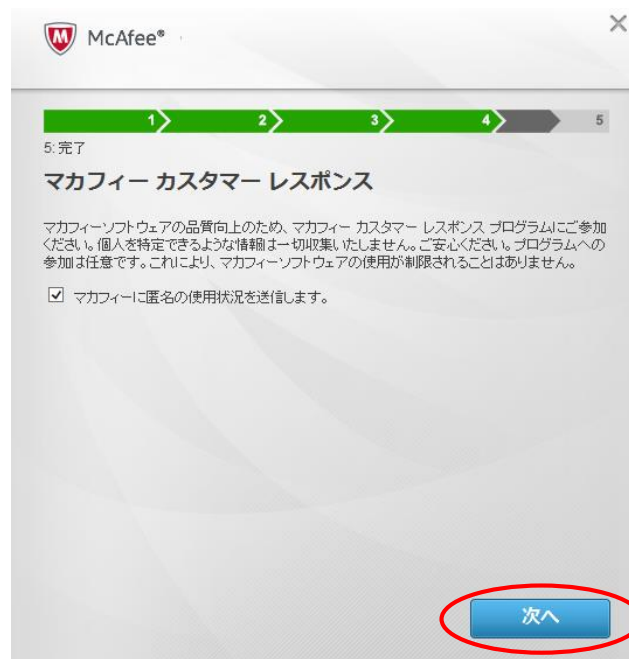 McAfee®
1 2 3 4 5
5: 完了
マカフィー カスタマー レスポンス
マカフィーソフトウェアの品質向上のため、マカフィー カスタマー レスポンス プログラムにご参加
ください。個人を特定できるような情報は一切収集いたしません。ご安心ください。プログラムへの
参加は任意です。これにより、マカフィーソフトウェアの使用が制限されることはありません。
マカフィーに匿名の使用状況を送信します。
次へ